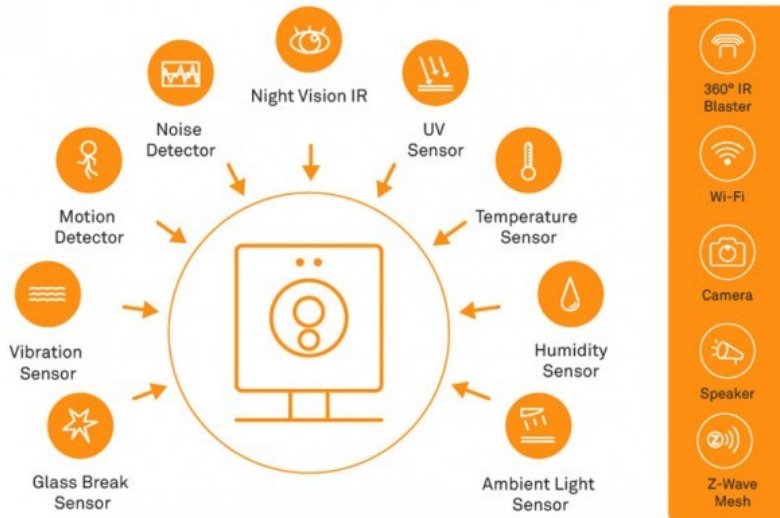 Night Vision IR
Noise
Detector
UV
Sensor
Motion
Detector
Temperature
Sensor
Vibration
Sensor
Humidity
Sensor
Glass Break
Sensor
Ambient Light
Sensor
360° IR
Blaster
Wi-Fi
Camera
Speaker
Z
Z-Wave
Mesh